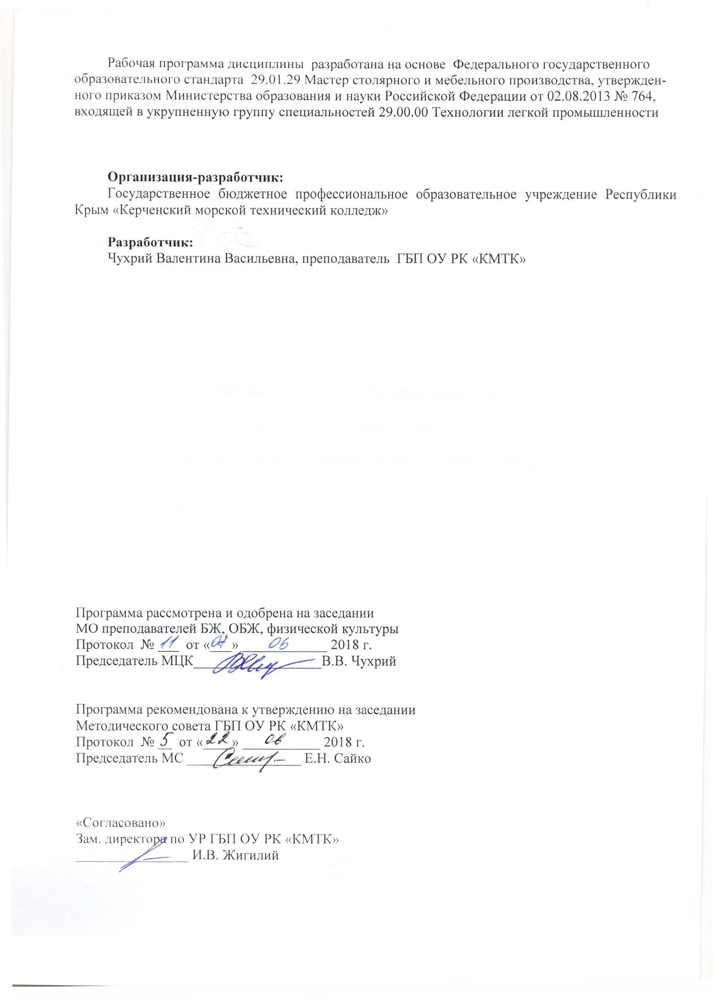 Рабочая программа дисциплины разработана на основе Федерального государственного
образовательного стандарта 29.01.29 Мастер столярного и мебельного производства, утвержден-
ного приказом Министерства образования и науки Российской Федерации от 02.08.2013 № 764,
входящей в укрупненную группу специальностей 29.00.00 Технологии легкой промышленности
Организация-разработчик:
Государственное бюджетное профессиональное образовательное учреждение Республики
Крым «Керченский морской технический колледж»
Разработчик:
Чухрий Валентина Васильевна, преподаватель ГБП ОУ РК «КМТК»
Программа рассмотрена и одобрена на заседании
МО преподавателей БЖ, ОБЖ, физической культуры
Протокол № 11 от «07» 06 2018 г.
Председатель МЦК В.В. Чухрий
Программа рекомендована к утверждению на заседании
Методического совета ГБП ОУ РК «КМТК»
Протокол № 5 от «22» 06 2018 г.
Председатель МС Е.Н. Сайко
«Согласовано»
Зам. директора по УР ГБП ОУ РК «КМТК»
И.В. Жигилий